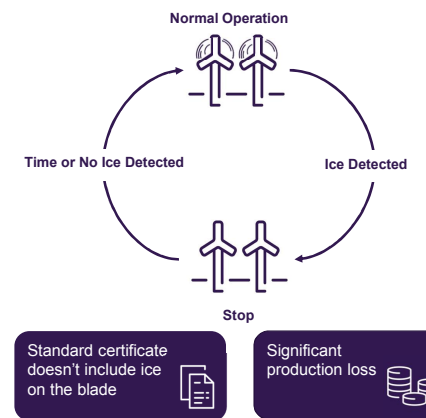 Normal Operation
Time or No Ice Detected
Ice Detected
Stop
Standard certificate
doesn't include ice
on the blade
Significant
production loss